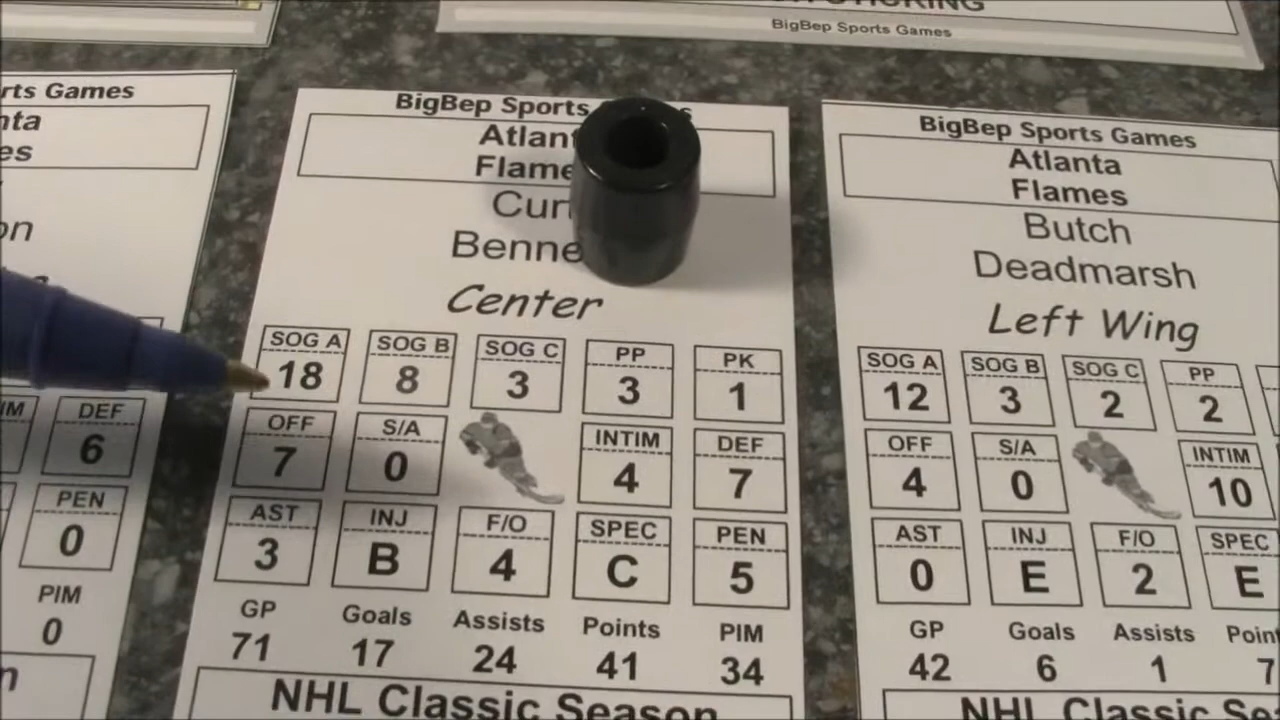 BigBep Sports Games
rts Games
nta
es
on
DEF
6
PEN
0
PIM
0
BigBep Sports
Atlan
Flame
Cur
Benne
Center
SOG A SOG B SOG C PP PK
18 8 3 3 1
OFF S/A INTIM DEF
7 0 4 7
AST INJ F/O SPEC PEN
3 B 4 C 5
GP Goals Assists Points PIM
71 17 24 41 34
NHL Classic Season
BigBep Sports Games
Atlanta
Flames
Butch
Deadmarsh
Left Wing
SOG A SOG B SOG C PP
12 3 2 2
OFF S/A INTIM
4 0 10
AST INJ F/O SPEC
0 E 2 E
GP Goals Assists Poin
42 6 1 7
NHL Classic Sea